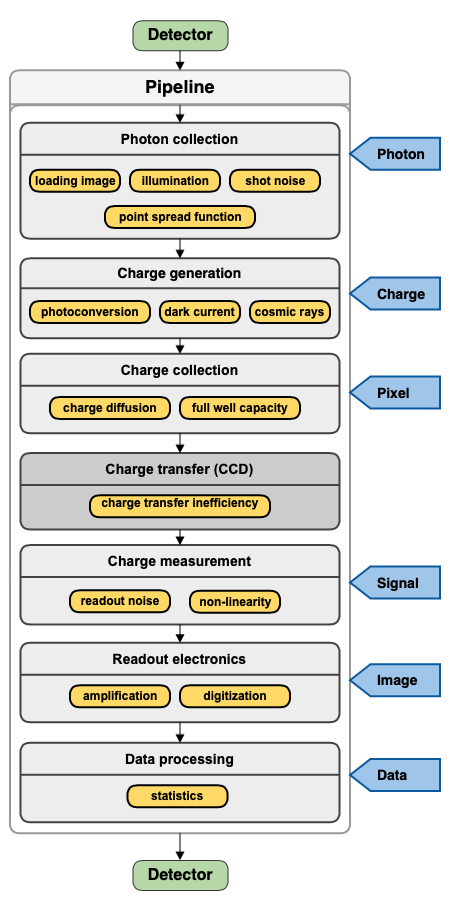 Detector
Pipeline
Photon collection
Photon
loading image
illumination
shot noise
point spread function
Charge generation
Charge
photoconversion
dark current
cosmic rays
Charge collection
Pixel
charge diffusion
full well capacity
Charge transfer (CCD)
charge transfer inefficiency
Charge measurement
Signal
readout noise
non-linearity
Readout electronics
Image
amplification
digitization
Data processing
Data
statistics
Detector